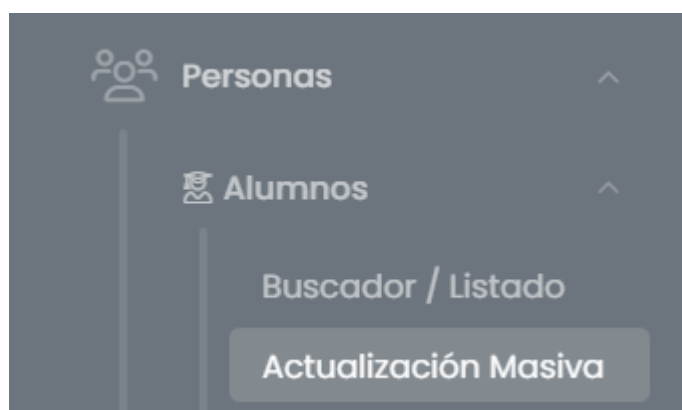 Personas
Alumnos
Buscador / Listado
Actualización Masiva